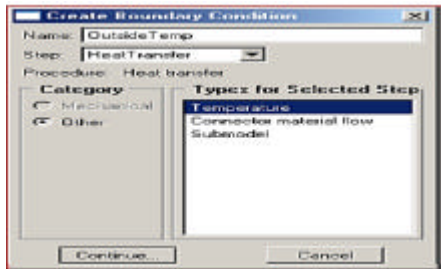 Create Boundary Condition
Name: OutsideTemp
Step: HeatTransfer
Procedure: Heat transfer
Category
Mechanical
Other
Types for Selected Step
Temperature
Connector material flow
Submodel
Continue...
Cancel